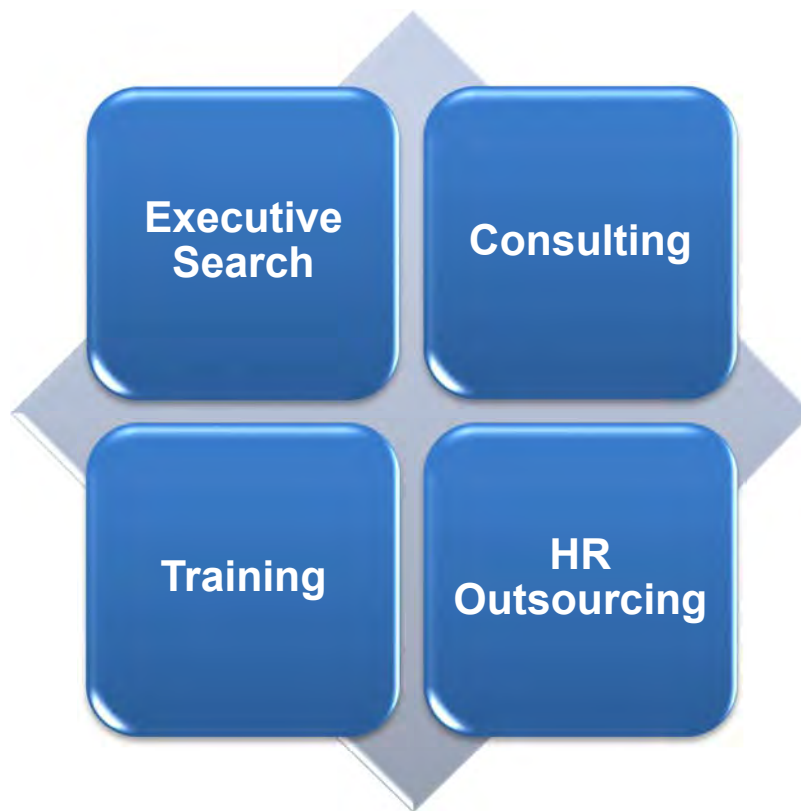 Executive
Search
Consulting
Training
HR
Outsourcing